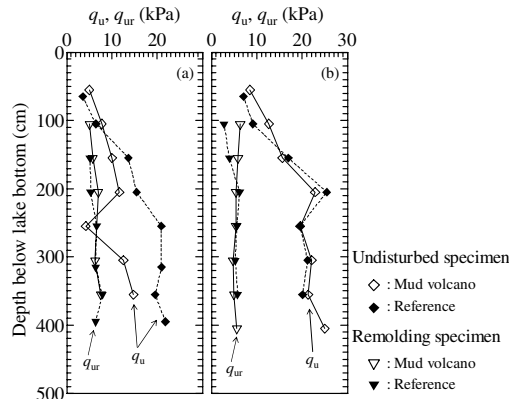 qu, qur (kPa) qu, qur (kPa)
0 10 20 0 10 20 30
0
100
200
300
400
500
Depth below lake bottom (cm)
(a) (b)
qur qu qur qu
Undisturbed specimen
: Mud volcano
: Reference
Remolding specimen
: Mud volcano
: Reference